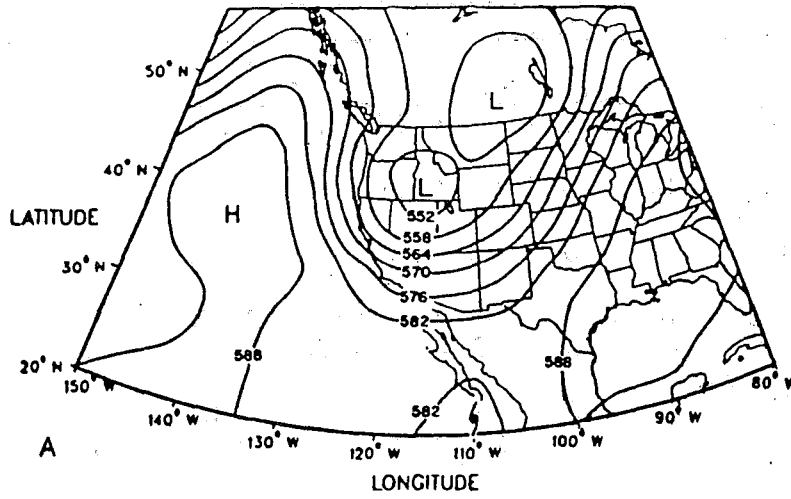 50° N
L
40° N
L
H
552
LATITUDE
558
564
30° N
570
576
582
588
588
20° N
150° W
582
80° W
140° W
90° W
A
130° W
100° W
120° W
110° W
LONGITUDE